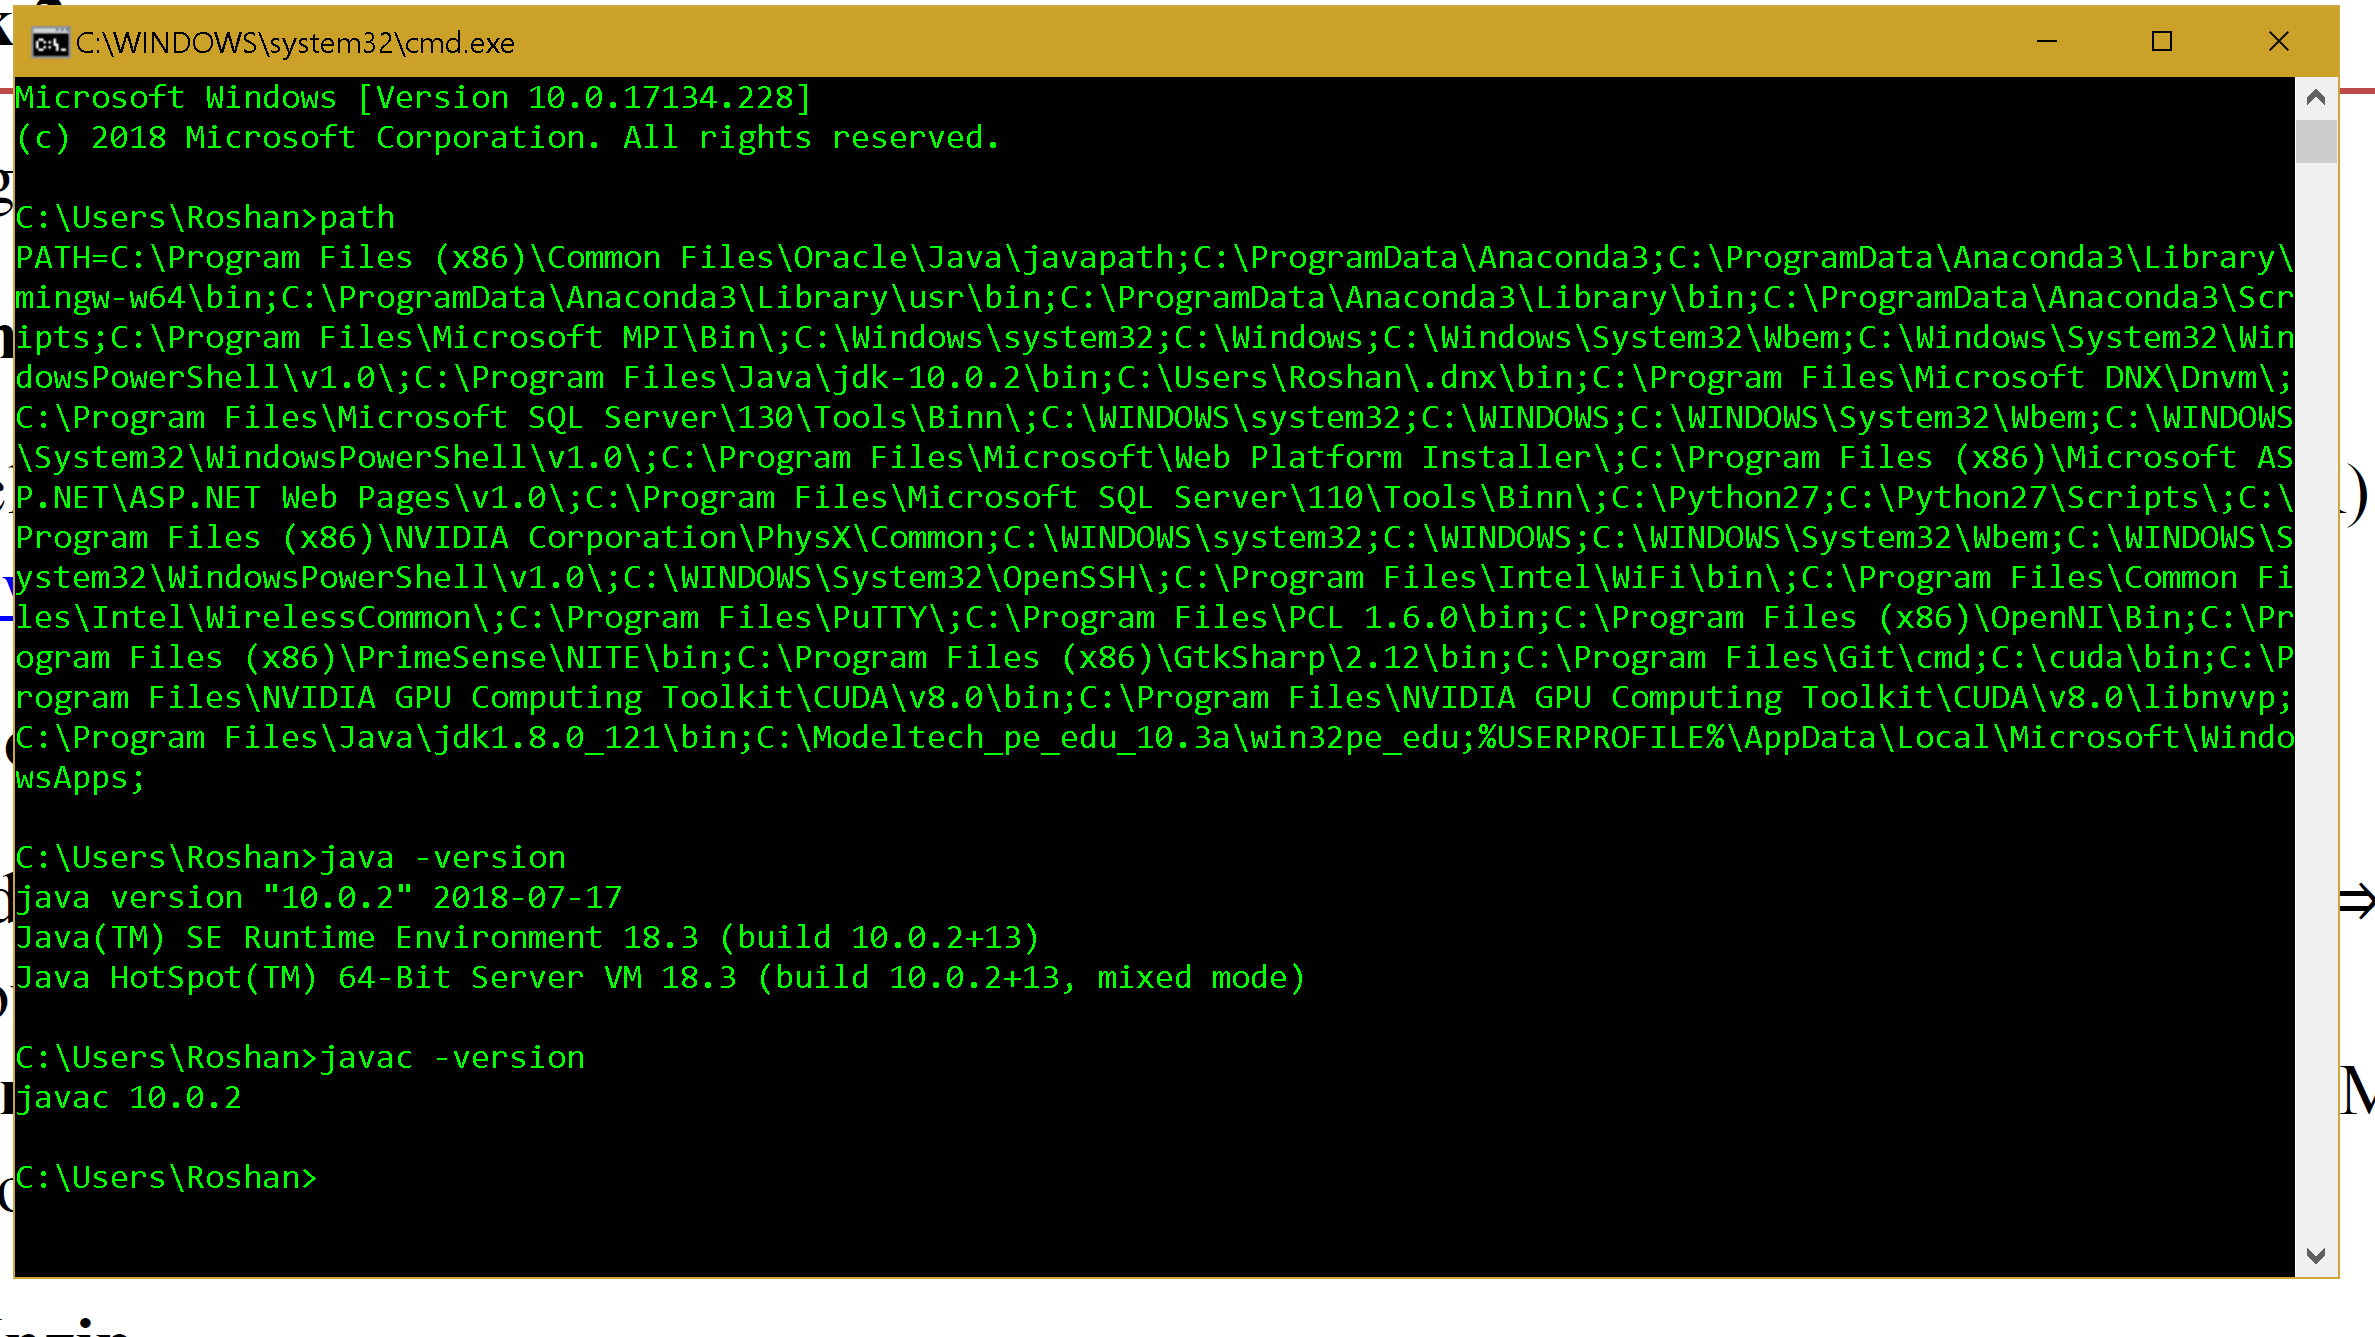 C:\WINDOWS\system32\cmd.exe
Microsoft Windows [Version 10.0.17134.228]
(c) 2018 Microsoft Corporation. All rights reserved.
C:\Users\Roshan>path
PATH=C:\Program Files (x86)\Common Files\Oracle\Java\javapath;C:\ProgramData\Anaconda3;C:\ProgramData\Anaconda3\Library\
mingw-w64\bin;C:\ProgramData\Anaconda3\Library\usr\bin;C:\ProgramData\Anaconda3\Library\bin;C:\ProgramData\Anaconda3\Scr
ipts;C:\Program Files\Microsoft MPI\Bin\;C:\Windows\system32;C:\Windows;C:\Windows\System32\Wbem;C:\Windows\System32\Win
dowsPowerShell\v1.0\;C:\Program Files\Java\jdk-10.0.2\bin;C:\Users\Roshan\.dnx\bin;C:\Program Files\Microsoft DNX\Dnvm\;
C:\Program Files\Microsoft SQL Server\130\Tools\Binn\;C:\WINDOWS\system32;C:\WINDOWS;C:\WINDOWS\System32\Wbem;C:\WINDOWS
\System32\WindowsPowerShell\v1.0\;C:\Program Files\Microsoft\Web Platform Installer\;C:\Program Files (x86)\Microsoft AS
P.NET\ASP.NET Web Pages\v1.0\;C:\Program Files\Microsoft SQL Server\110\Tools\Binn\;C:\Python27;C:\Python27\Scripts\;C:\
Program Files (x86)\NVIDIA Corporation\PhysX\Common;C:\WINDOWS\system32;C:\WINDOWS;C:\WINDOWS\System32\Wbem;C:\WINDOWS\S
ystem32\WindowsPowerShell\v1.0\;C:\WINDOWS\System32\OpenSSH\;C:\Program Files\Intel\WiFi\bin\;C:\Program Files\Common Fi
les\Intel\WirelessCommon\;C:\Program Files\PuTTY\;C:\Program Files\PCL 1.6.0\bin;C:\Program Files (x86)\OpenNI\Bin;C:\Pr
ogram Files (x86)\PrimeSense\NITE\bin;C:\Program Files (x86)\GtkSharp\2.12\bin;C:\Program Files\Git\cmd;C:\cuda\bin;C:\P
rogram Files\NVIDIA GPU Computing Toolkit\CUDA\v8.0\bin;C:\Program Files\NVIDIA GPU Computing Toolkit\CUDA\v8.0\libnvvp;
C:\Program Files\Java\jdk1.8.0_121\bin;C:\Modeltech_pe_edu_10.3a\win32pe_edu;%USERPROFILE%\AppData\Local\Microsoft\Windo
wsApps;
C:\Users\Roshan>java -version
java version "10.0.2" 2018-07-17
Java(TM) SE Runtime Environment 18.3 (build 10.0.2+13)
Java HotSpot(TM) 64-Bit Server VM 18.3 (build 10.0.2+13, mixed mode)
C:\Users\Roshan>javac -version
javac 10.0.2
C:\Users\Roshan>